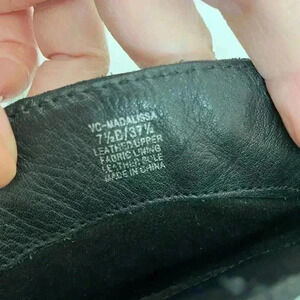 VC-MADALISSA
7½B/37½
LEATHER UPPER
FABRIC LINING
LEATHER SOLE
MADE IN CHINA